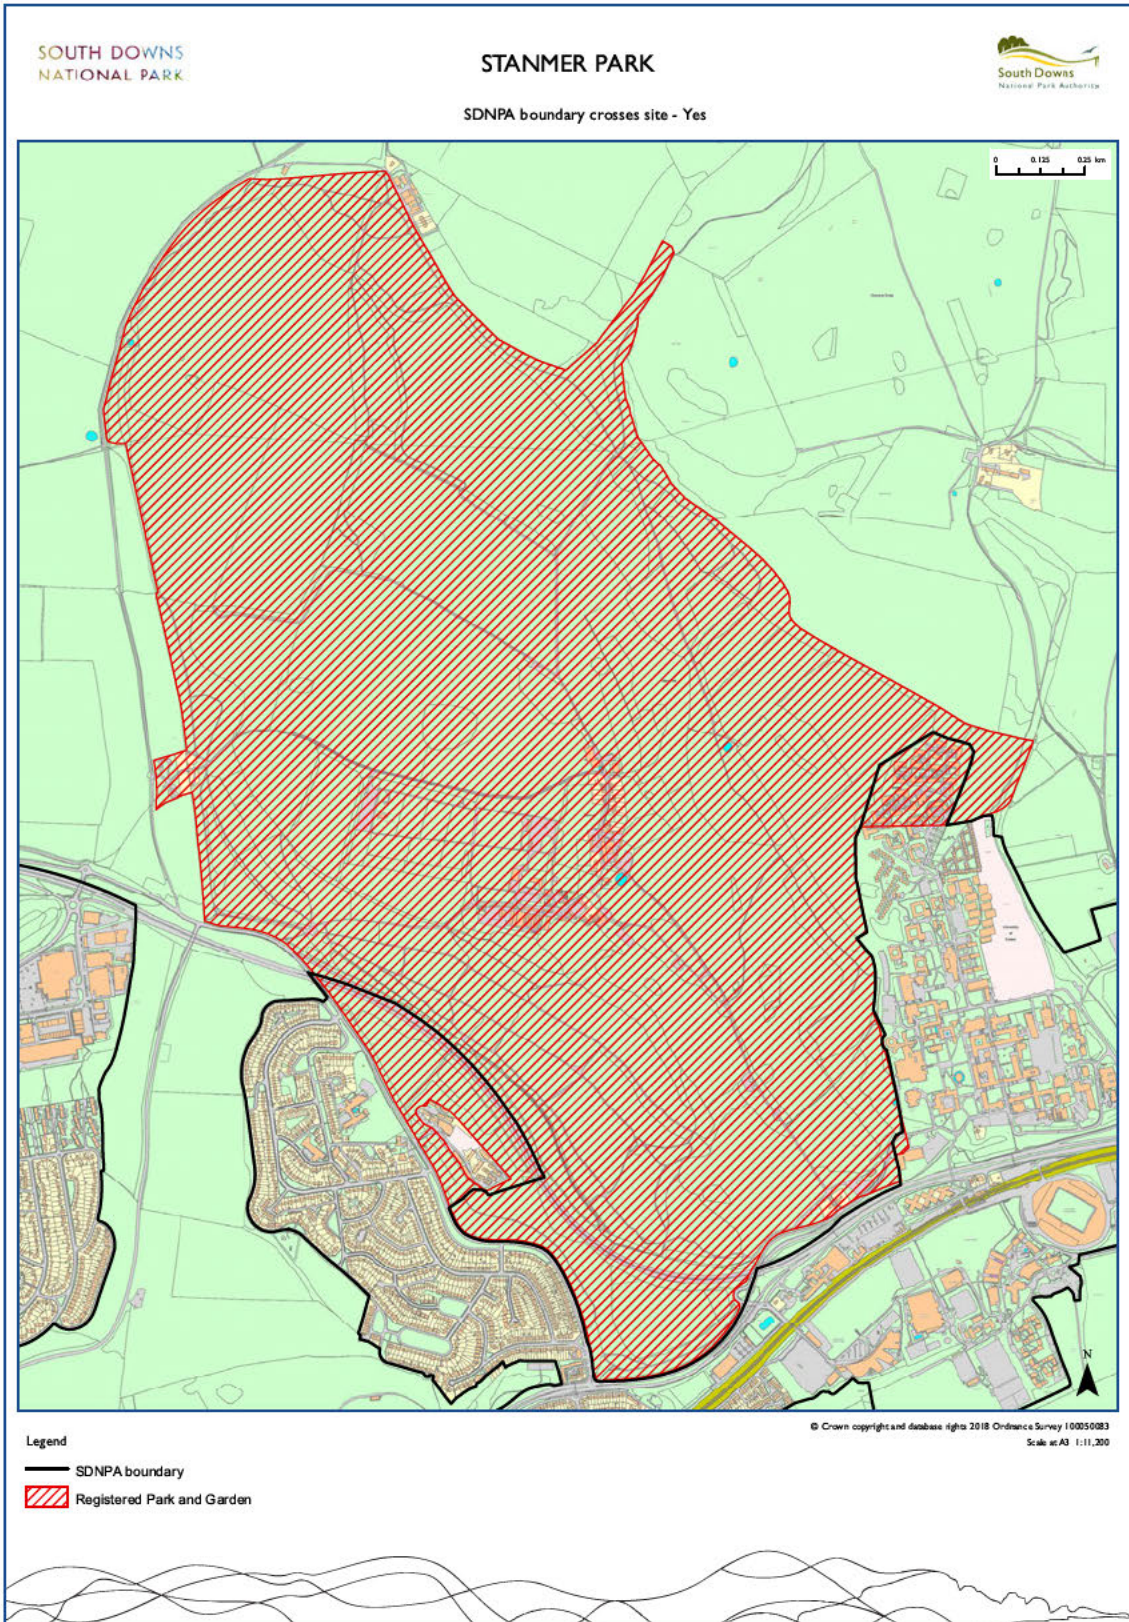 SOUTH DOWNS
NATIONAL PARK
STANMER PARK
South Downs
National Park Authority
SDNPA boundary crosses site - Yes
0 0.125 0.25 km
N
© Crown copyright and database rights 2018 Ordnance Survey 100050083
Scale at A3 1:11,200
Legend
SDNPA boundary
Registered Park and Garden